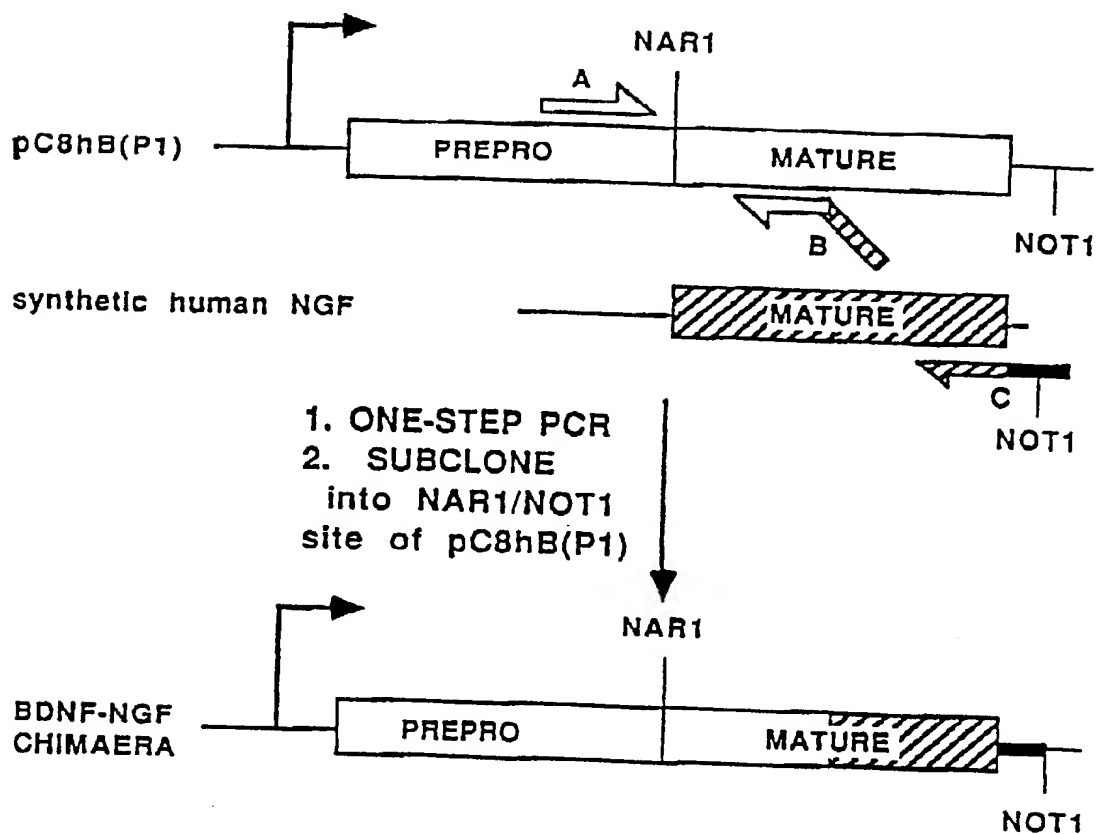 NAR1
A
pC8hB(P1)
PREPRO
MATURE
B
NOT1
synthetic human NGF
MATURE
C
NOT1
1. ONE-STEP PCR
2. SUBCLONE
into NAR1/NOT1
site of pC8hB(P1)
NAR1
BDNF-NGF
CHIMAERA
PREPRO
MATURE
NOT1